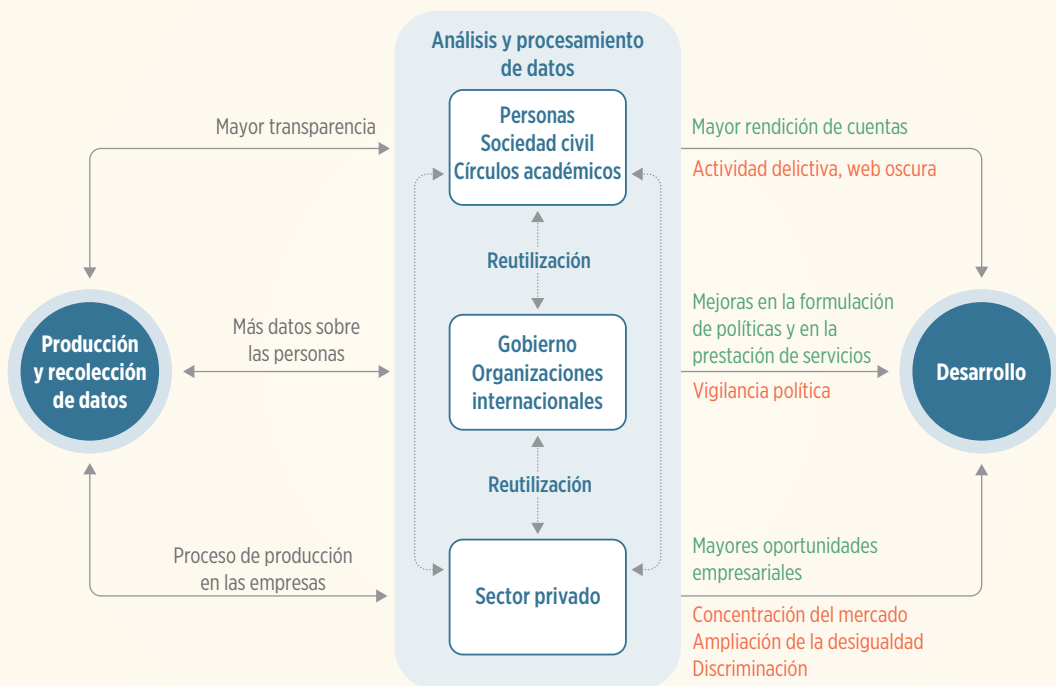 Análisis y procesamiento
de datos
Personas
Sociedad civil
Círculos académicos
Mayor transparencia
Mayor rendición de cuentas
Actividad delictiva, web oscura
Reutilización
Producción
y recolección
de datos
Más datos sobre
las personas
Gobierno
Organizaciones
internacionales
Mejoras en la formulación
de políticas y en la
prestación de servicios
Vigilancia política
Desarrollo
Reutilización
Proceso de producción
en las empresas
Sector privado
Mayores oportunidades
empresariales
Concentración del mercado
Ampliación de la desigualdad
Discriminación